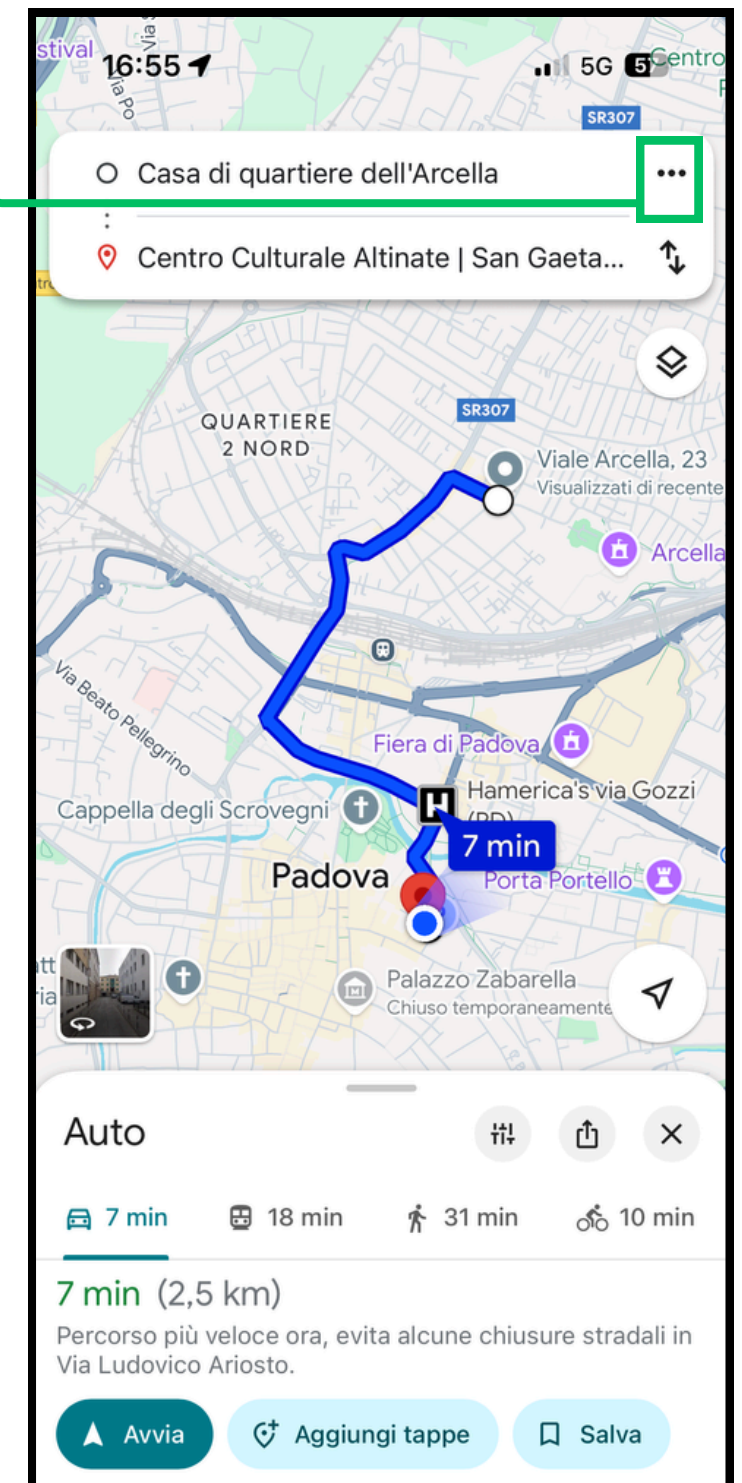 stival
Via
Via Po
16:55
5G
5
Centro
SR307
Casa di quartiere dell'Arcella
Centro Culturale Altinate | San Gaeta...
SR307
QUARTIERE
2 NORD
Viale Arcella, 23
Visualizzati di recente
Arcella
Via Beato Pellegrino
Fiera di Padova
Hamerica's via Gozzi
(PD)
Cappella degli Scrovegni
H
7 min
Padova
Porta Portello
Palazzo Zabarella
Chiuso temporaneamente
Auto
7 min
18 min
31 min
10 min
7 min (2,5 km)
Percorso più veloce ora, evita alcune chiusure stradali in
Via Ludovico Ariosto.
Avvia
Aggiungi tappe
Salva